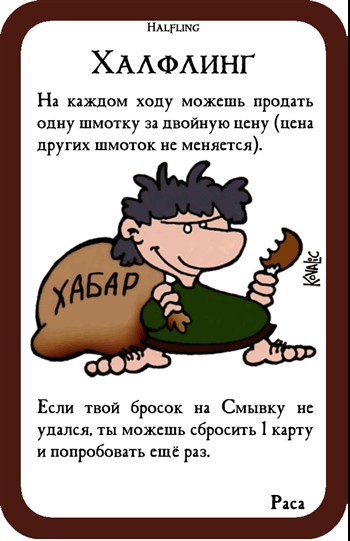 Halfling
Халфлинг
На каждом ходу можешь продать
одну шмотку за двойную цену (цена
других шмоток не меняется).
ХАБАР
Kovalic
Если твой бросок на Смывку не
удался, ты можешь сбросить 1 карту
и попробовать ещё раз.
Раса